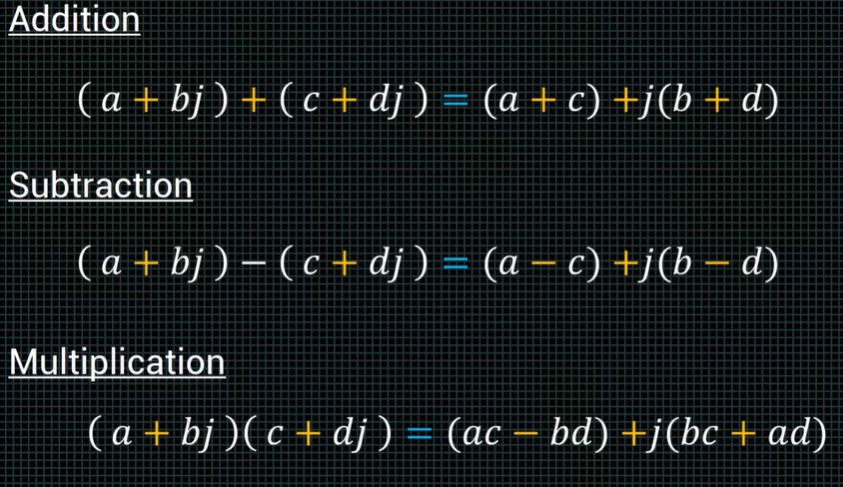 Addition
( a + bj ) + ( c + dj ) = (a + c) +j(b + d)
Subtraction
( a + bj ) − ( c + dj ) = (a − c) +j(b − d)
Multiplication
( a + bj )( c + dj ) = (ac − bd) +j(bc + ad)